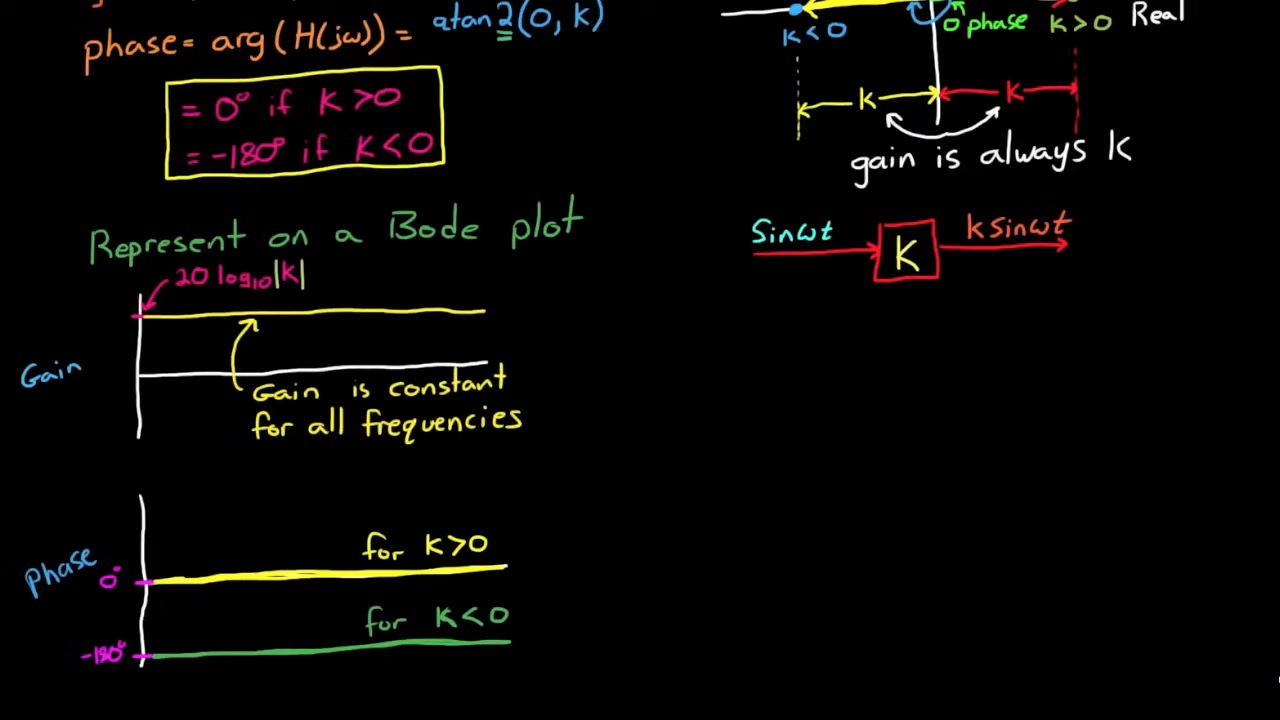 phase = arg(H(jω)) = atan2(0, k)
= 0° if K >0
= -180° if K < 0
Represent on a Bode plot
20 log10|k|
Gain
Gain is constant
for all frequencies
phase
for K>0
0°
for K<0
-180°
K < 0
0 phase
K > 0
Real
K
K
gain is always K
Sinωt
K
K sinωt